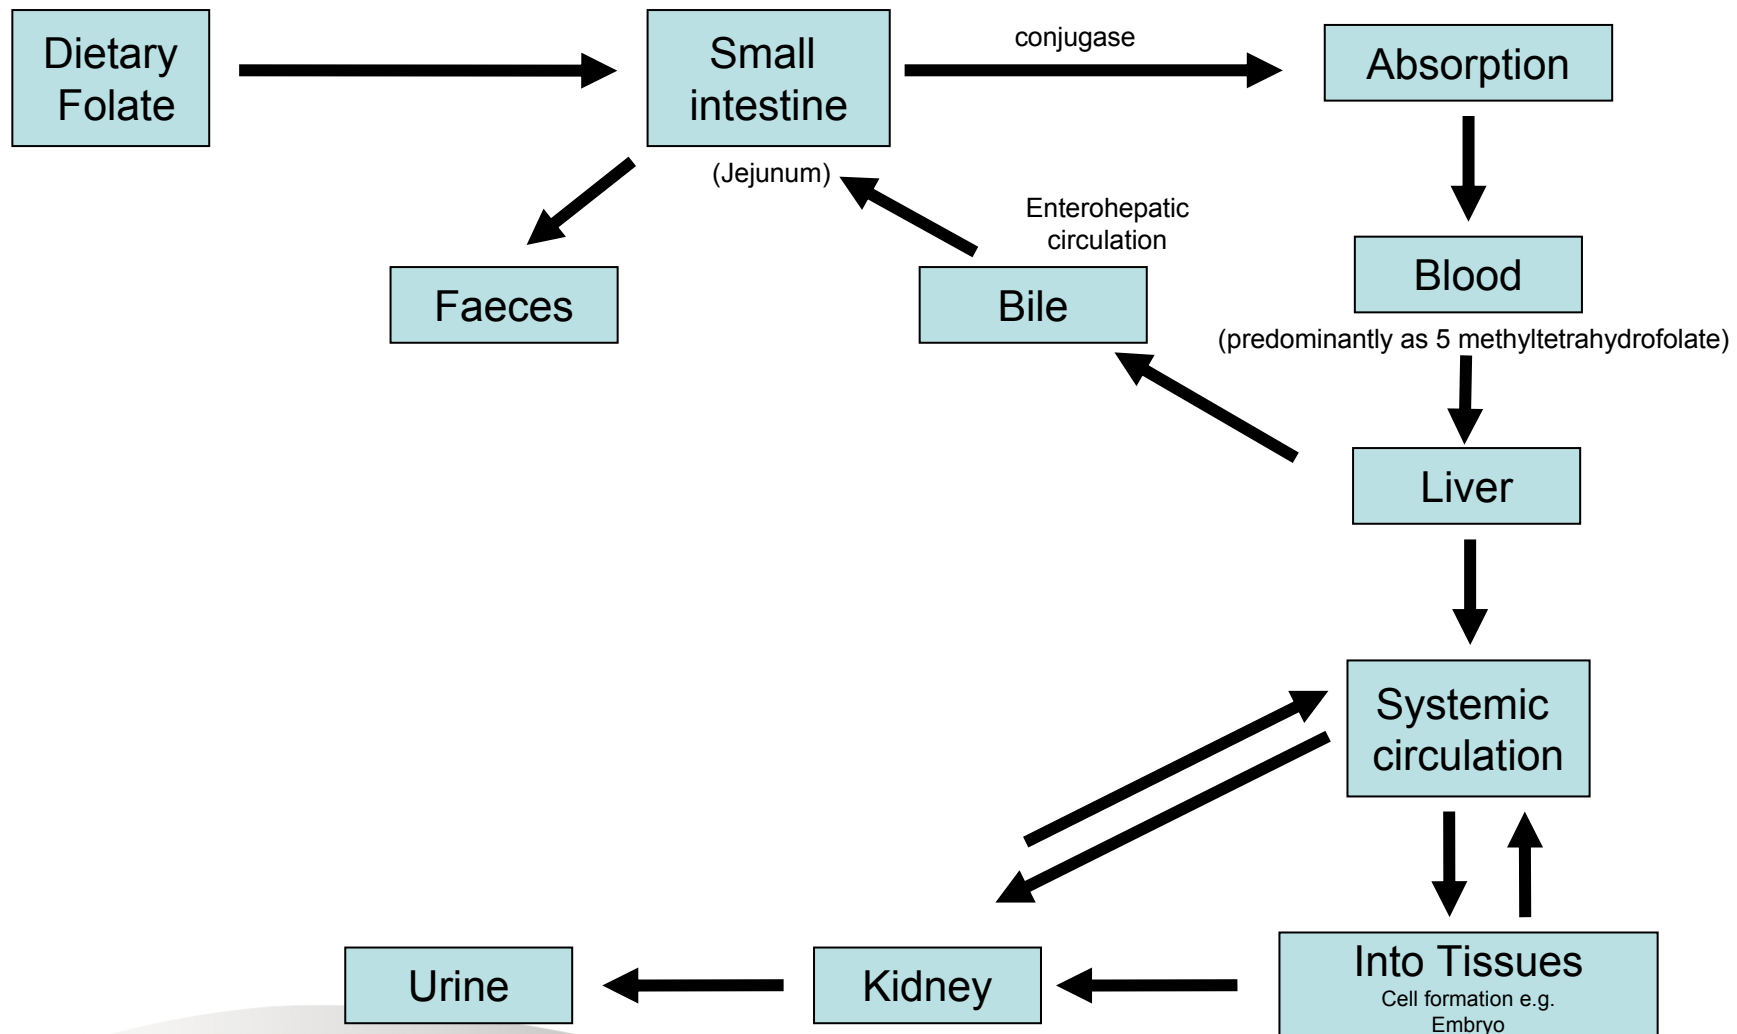 Dietary
Folate
Small
intestine
(Jejunum)
conjugase
Absorption
Faeces
Enterohepatic
circulation
Bile
Blood
(predominantly as 5 methyltetrahydrofolate)
Liver
Systemic
circulation
Urine
Kidney
Into Tissues
Cell formation e.g.
Embryo